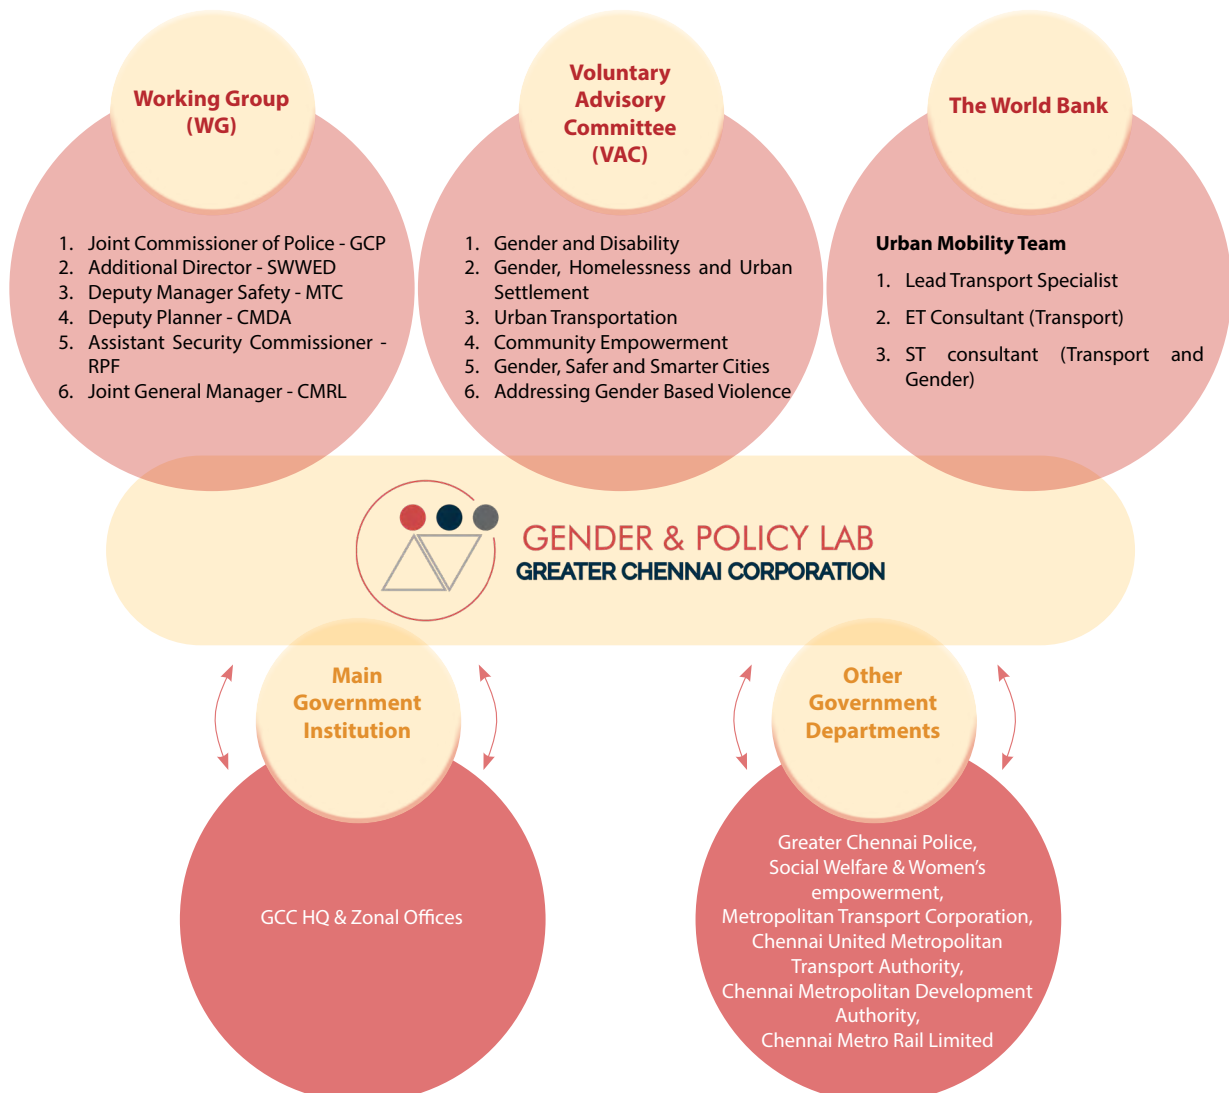 Working Group
(WG)
1. Joint Commissioner of Police - GCP
2. Additional Director - SWWED
3. Deputy Manager Safety - MTC
4. Deputy Planner - CMDA
5. Assistant Security Commissioner -
RPF
6. Joint General Manager - CMRL
Voluntary
Advisory
Committee
(VAC)
1. Gender and Disability
2. Gender, Homelessness and Urban
Settlement
3. Urban Transportation
4. Community Empowerment
5. Gender, Safer and Smarter Cities
6. Addressing Gender Based Violence
The World Bank
Urban Mobility Team
1. Lead Transport Specialist
2. ET Consultant (Transport)
3. ST consultant (Transport and
Gender)
GENDER & POLICY LAB
GREATER CHENNAI CORPORATION
Main
Government
Institution
GCC HQ & Zonal Offices
Other
Government
Departments
Greater Chennai Police,
Social Welfare & Women's
empowerment,
Metropolitan Transport Corporation,
Chennai United Metropolitan
Transport Authority,
Chennai Metropolitan Development
Authority,
Chennai Metro Rail Limited